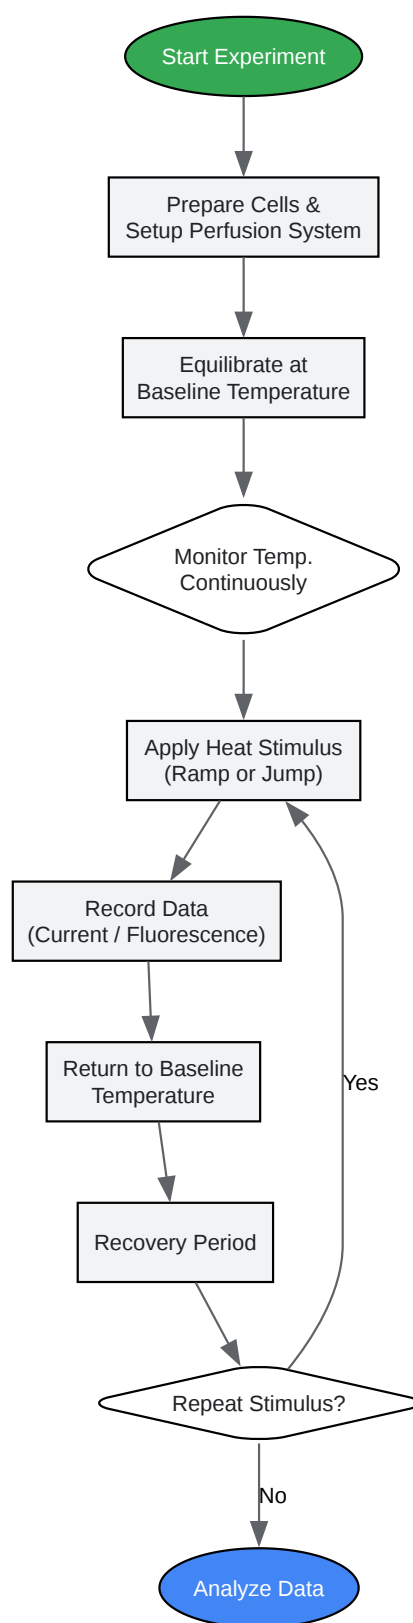 Start Experiment
Prepare Cells &
Setup Perfusion System
Equilibrate at
Baseline Temperature
Monitor Temp.
Continuously
Apply Heat Stimulus
(Ramp or Jump)
Record Data
(Current / Fluorescence)
Return to Baseline
Temperature
Yes
Recovery Period
Repeat Stimulus?
No
Analyze Data